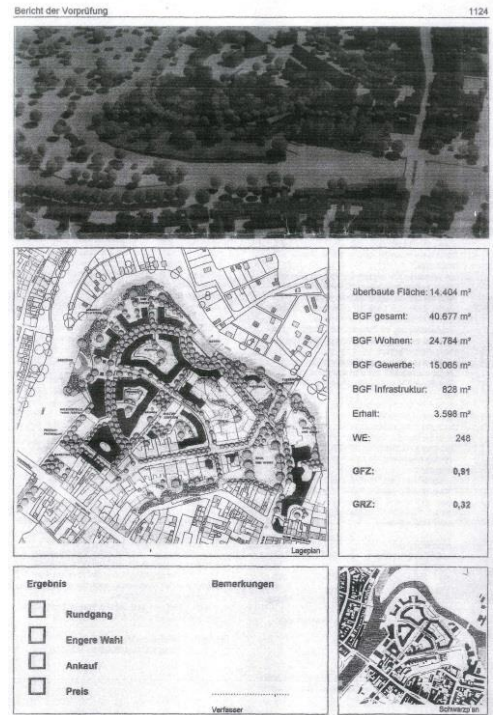 Bericht der Vorprüfung 1124
überbaute Fläche: 14.404 m²
BGF gesamt: 40.677 m²
BGF Wohnen: 24.784 m²
BGF Gewerbe: 15.065 m²
BGF Infrastruktur: 828 m²
Erhalt: 3.598 m²
WE: 248
GFZ: 0,91
GRZ: 0,32
Lageplan
Ergebnis Bemerkungen
Rundgang
Engere Wahl
Ankauf
Preis
Verfasser
Schwarzplan